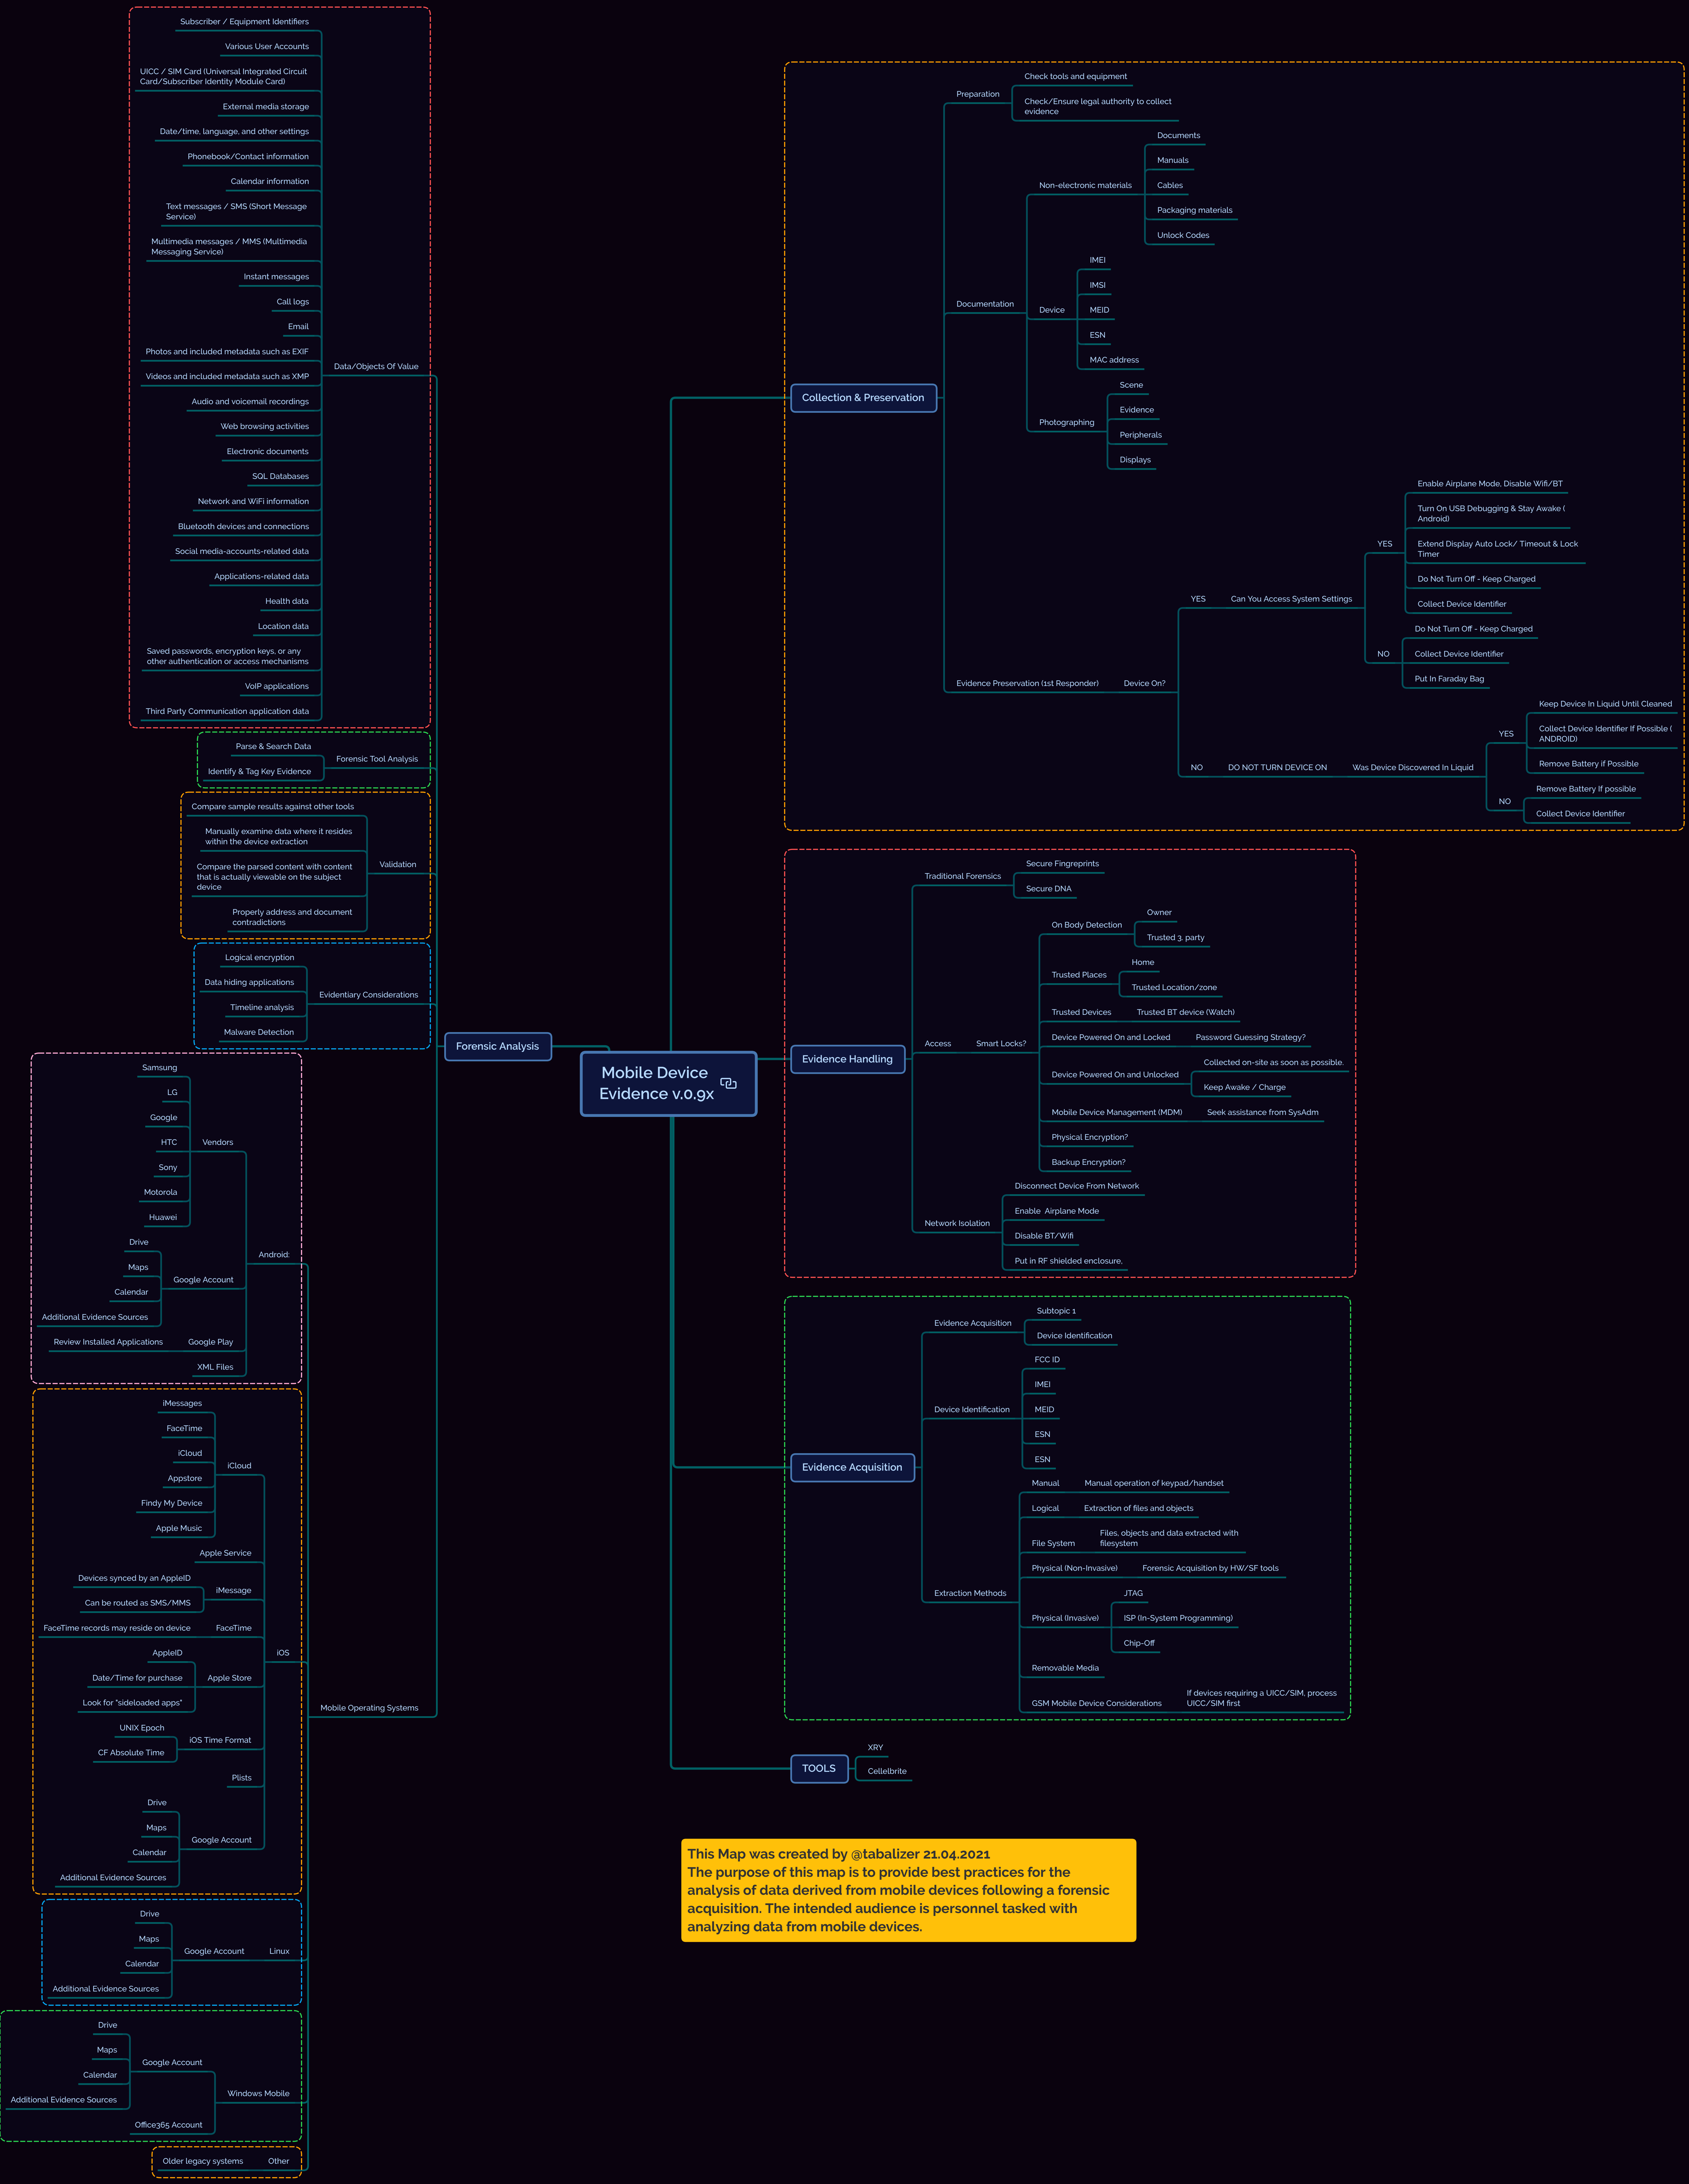 Subscriber / Equipment Identifiers
Various User Accounts
UICC / SIM Card (Universal Integrated Circuit
Card/Subscriber Identity Module Card)
External media storage
Date/time, language, and other settings
Phonebook/Contact information
Calendar information
Text messages / SMS (Short Message
Service)
Multimedia messages / MMS (Multimedia
Messaging Service)
Instant messages
Call logs
Email
Photos and included metadata such as EXIF
Videos and included metadata such as XMP
Audio and voicemail recordings
Web browsing activities
Electronic documents
SQL Databases
Network and WiFi information
Bluetooth devices and connections
Social media-accounts-related data
Applications-related data
Health data
Location data
Saved passwords, encryption keys, or any
other authentication or access mechanisms
VoIP applications
Third Party Communication application data
Data/Objects Of Value
Parse & Search Data
Identify & Tag Key Evidence
Forensic Tool Analysis
Compare sample results against other tools
Manually examine data where it resides
within the device extraction
Compare the parsed content with content
that is actually viewable on the subject
device
Properly address and document
contradictions
Validation
Logical encryption
Data hiding applications
Timeline analysis
Malware Detection
Evidentiary Considerations
Forensic Analysis
Samsung
LG
Google
HTC
Sony
Motorola
Huawei
Vendors
Drive
Maps
Calendar
Additional Evidence Sources
Google Account
Review Installed Applications
Google Play
XML Files
Android:
iMessages
FaceTime
iCloud
Appstore
Findy My Device
Apple Music
iCloud
Apple Service
Devices synced by an AppleID
Can be routed as SMS/MMS
iMessage
FaceTime records may reside on device
FaceTime
AppleID
Date/Time for purchase
Look for "sideloaded apps"
Apple Store
UNIX Epoch
CF Absolute Time
iOS Time Format
Plists
Drive
Maps
Calendar
Additional Evidence Sources
Google Account
iOS
Mobile Operating Systems
Drive
Maps
Calendar
Additional Evidence Sources
Google Account
Linux
Drive
Maps
Calendar
Additional Evidence Sources
Google Account
Office365 Account
Windows Mobile
Older legacy systems
Other
Mobile Device
Evidence v.0.9x
Collection & Preservation
Preparation
Check tools and equipment
Check/Ensure legal authority to collect
evidence
Documentation
Non-electronic materials
Documents
Manuals
Cables
Packaging materials
Unlock Codes
Device
IMEI
IMSI
MEID
ESN
MAC address
Photographing
Scene
Evidence
Peripherals
Displays
Evidence Preservation (1st Responder)
Device On?
YES
Can You Access System Settings
YES
Enable Airplane Mode, Disable Wifi/BT
Turn On USB Debugging & Stay Awake (
Android)
Extend Display Auto Lock/ Timeout & Lock
Timer
Do Not Turn Off - Keep Charged
Collect Device Identifier
NO
Do Not Turn Off - Keep Charged
Collect Device Identifier
Put In Faraday Bag
NO
DO NOT TURN DEVICE ON
Was Device Discovered In Liquid
YES
Keep Device In Liquid Until Cleaned
Collect Device Identifier If Possible (
ANDROID)
Remove Battery if Possible
NO
Remove Battery If possible
Collect Device Identifier
Evidence Handling
Traditional Forensics
Secure Fingreprints
Secure DNA
Access
Smart Locks?
On Body Detection
Owner
Trusted 3. party
Trusted Places
Home
Trusted Location/zone
Trusted Devices
Trusted BT device (Watch)
Device Powered On and Locked
Password Guessing Strategy?
Device Powered On and Unlocked
Collected on-site as soon as possible.
Keep Awake / Charge
Mobile Device Management (MDM)
Seek assistance from SysAdm
Physical Encryption?
Backup Encryption?
Network Isolation
Disconnect Device From Network
Enable Airplane Mode
Disable BT/Wifi
Put in RF shielded enclosure,
Evidence Acquisition
Evidence Acquisition
Subtopic 1
Device Identification
Device Identification
FCC ID
IMEI
MEID
ESN
ESN
Extraction Methods
Manual
Manual operation of keypad/handset
Logical
Extraction of files and objects
File System
Files, objects and data extracted with
filesystem
Physical (Non-Invasive)
Forensic Acquisition by HW/SF tools
Physical (Invasive)
JTAG
ISP (In-System Programming)
Chip-Off
Removable Media
GSM Mobile Device Considerations
If devices requiring a UICC/SIM, process
UICC/SIM first
TOOLS
XRY
Cellelbrite
This Map was created by @tabalizer 21.04.2021
The purpose of this map is to provide best practices for the
analysis of data derived from mobile devices following a forensic
acquisition. The intended audience is personnel tasked with
analyzing data from mobile devices.